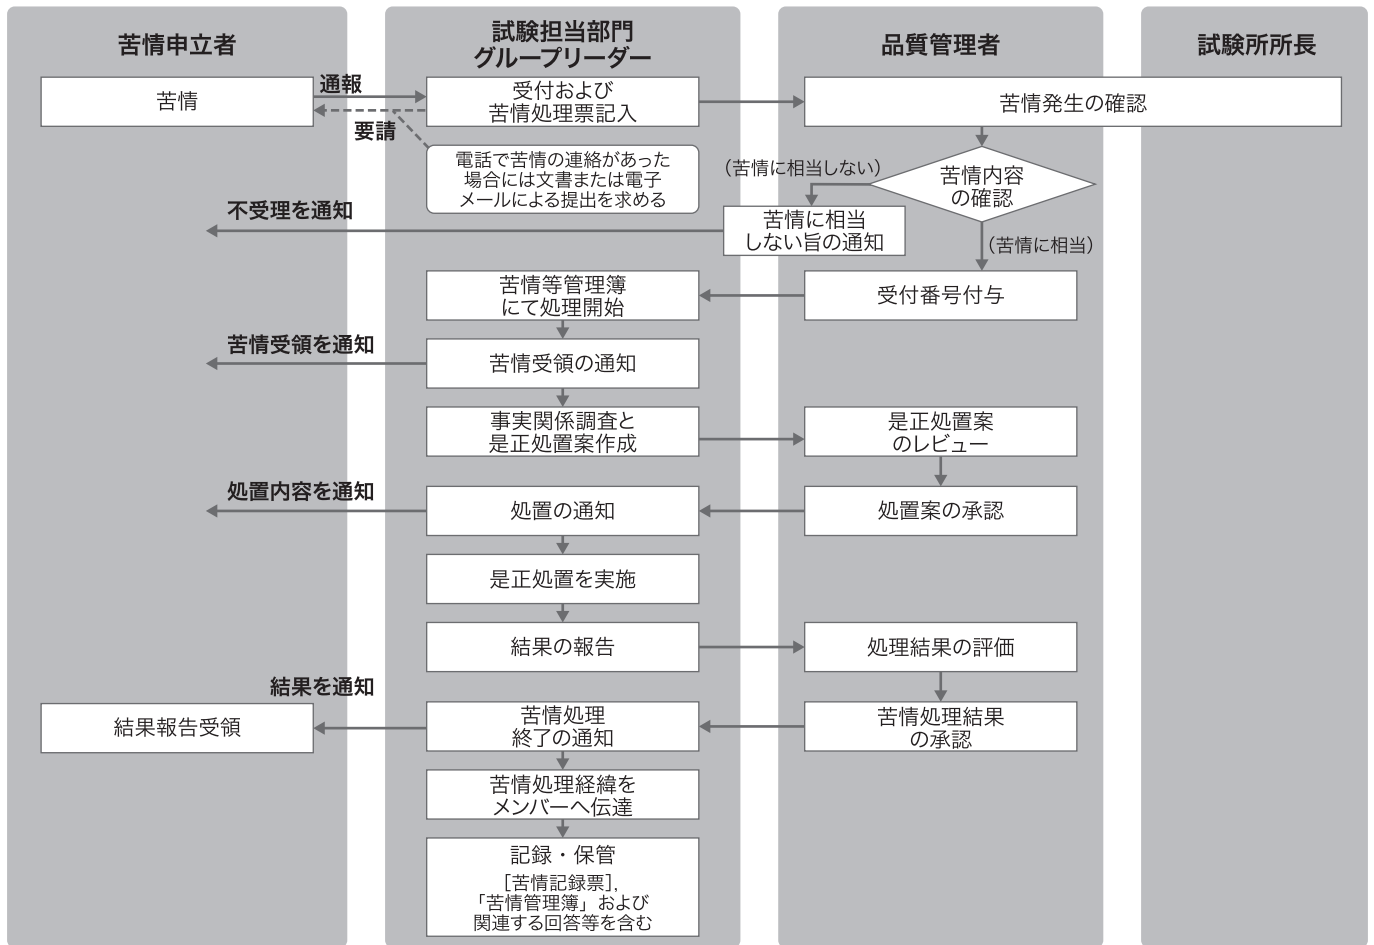 苦情申立者
試験担当部門
グループリーダー
品質管理者
試験所所長
苦情
通報
要請
受付および
苦情処理票記入
苦情発生の確認
電話で苦情の連絡があった
場合には文書または電子
メールによる提出を求める
(苦情に相当しない)
苦情内容
の確認
不受理を通知
苦情に相当
しない旨の通知
(苦情に相当)
苦情等管理簿
にて処理開始
受付番号付与
苦情受領を通知
苦情受領の通知
事実関係調査と
是正処置案作成
是正処置案
のレビュー
処置内容を通知
処置の通知
処置案の承認
是正処置を実施
結果の報告
処理結果の評価
結果を通知
結果報告受領
苦情処理
終了の通知
苦情処理結果
の承認
苦情処理経緯を
メンバーへ伝達
記録・保管
[苦情記録票],
「苦情管理簿」および
関連する回答等を含む